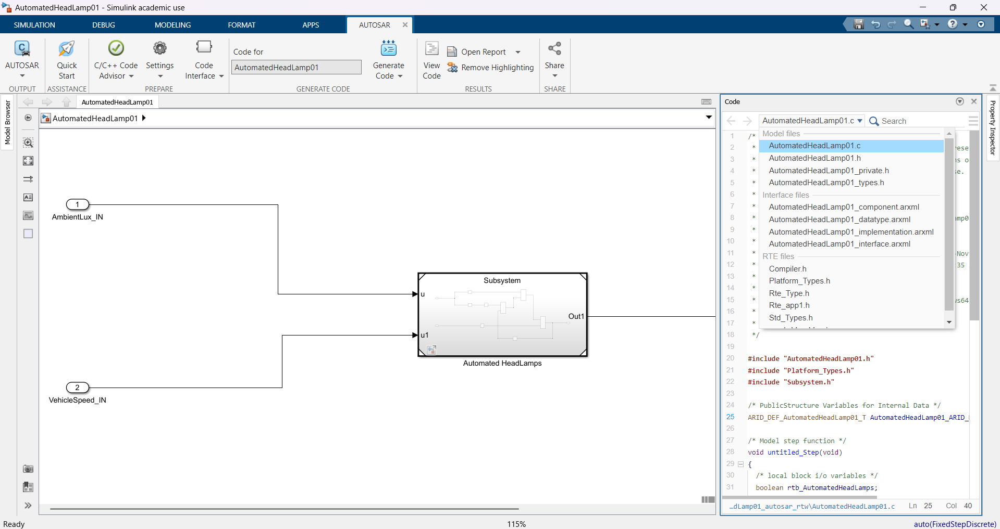 AutomatedHeadLamp01 - Simulink academic use
SIMULATION
DEBUG
MODELING
FORMAT
APPS
AUTOSAR
AUTOSAR
OUTPUT
Quick
Start
ASSISTANCE
C/C++ Code
Advisor
Settings
Code
Interface
PREPARE
Code for
AutomatedHeadLamp01
Generate
Code
GENERATE CODE
View
Code
Open Report
Remove Highlighting
RESULTS
Share
SHARE
Model Browser
AutomatedHeadLamp01
AutomatedHeadLamp01
1
AmbientLux_IN
2
VehicleSpeed_IN
Subsystem
u
u1
Out1
Automated HeadLamps
Code
AutomatedHeadLamp01.c
Search
Model files
AutomatedHeadLamp01.c
AutomatedHeadLamp01.h
AutomatedHeadLamp01_private.h
AutomatedHeadLamp01_types.h
Interface files
AutomatedHeadLamp01_component.arxml
AutomatedHeadLamp01_datatype.arxml
AutomatedHeadLamp01_implementation.arxml
AutomatedHeadLamp01_interface.arxml
RTE files
Compiler.h
Platform_Types.h
Rte_Type.h
Rte_app1.h
Std_Types.h
1 /*
2 *
3 *
4 *
5 *
6 *
7 *
8 *
9 *
10 *
11 * -Nov
12 * 35
13 *
14 *
15 * ws64
16 *
17 *
18 */
19
20 #include "AutomatedHeadLamp01.h"
21 #include "Platform_Types.h"
22 #include "Subsystem.h"
23
24 /* PublicStructure Variables for Internal Data */
25 ARID_DEF_AutomatedHeadLamp01_T AutomatedHeadLamp01_ARID_
26
27 /* Model step function */
28 void untitled_Step(void)
29 {
30 /* local block i/o variables */
31 boolean rtb_AutomatedHeadLamps;
…dLamp01_autosar_rtw\AutomatedHeadLamp01.c
Ln 25 Col 40
Property Inspector
Ready
115%
auto(FixedStepDiscrete)